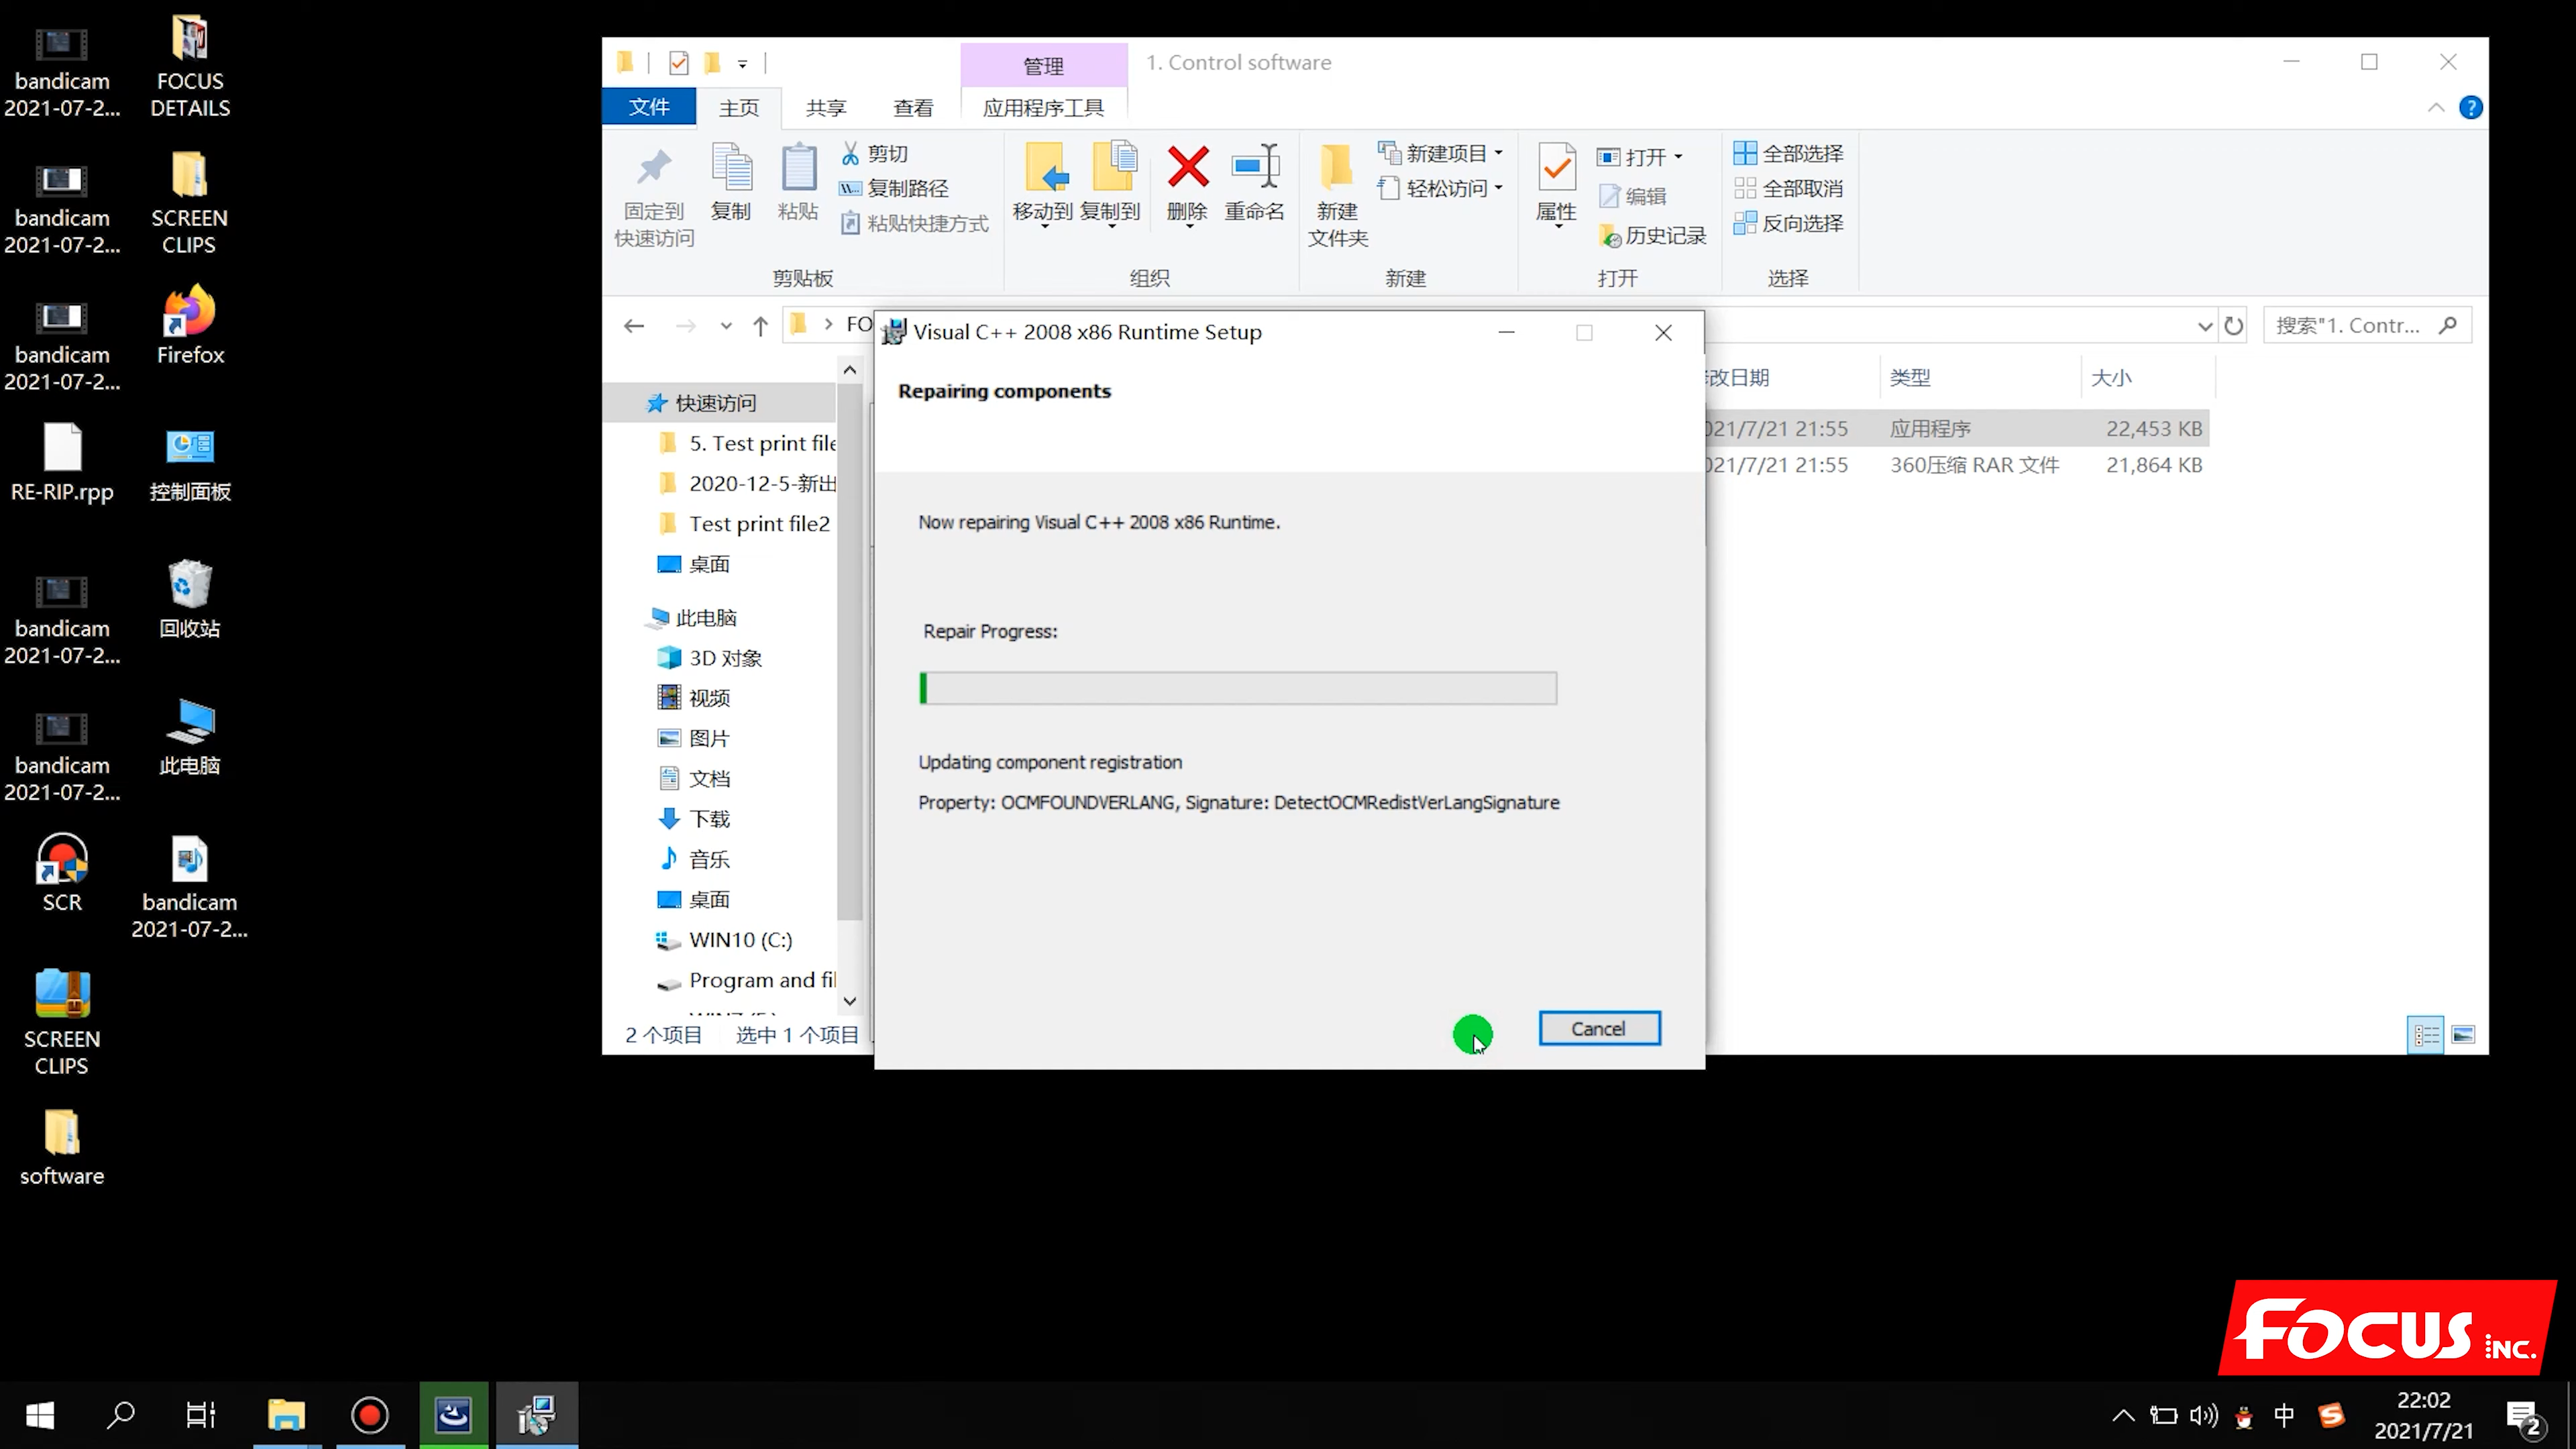 bandicam
2021-07-2...
FOCUS
DETAILS
bandicam
2021-07-2...
SCREEN
CLIPS
bandicam
2021-07-2...
Firefox
RE-RIP.rpp
控制面板
bandicam
2021-07-2...
回收站
bandicam
2021-07-2...
此电脑
SCR
bandicam
2021-07-2...
SCREEN
CLIPS
software
管理
1. Control software
文件
主页
共享
查看
应用程序工具
固定到
快速访问
复制
粘贴
剪切
复制路径
粘贴快捷方式
剪贴板
移动到
复制到
删除
重命名
组织
新建
文件夹
新建项目
轻松访问
新建
属性
打开
编辑
历史记录
打开
全部选择
全部取消
反向选择
选择
FO
搜索"1. Contr...
改日期
类型
大小
021/7/21 21:55
应用程序
22,453 KB
021/7/21 21:55
360压缩 RAR 文件
21,864 KB
快速访问
5. Test print file
2020-12-5-新出
Test print file2
桌面
此电脑
3D 对象
视频
图片
文档
下载
音乐
桌面
WIN10 (C:)
Program and fil
2 个项目
选中 1 个项目
Visual C++ 2008 x86 Runtime Setup
Repairing components
Now repairing Visual C++ 2008 x86 Runtime.
Repair Progress:
Updating component registration
Property: OCMFOUNDVERLANG, Signature: DetectOCMRedistVerLangSignature
Cancel
FOCUS INC.
中
22:02
2021/7/21
2